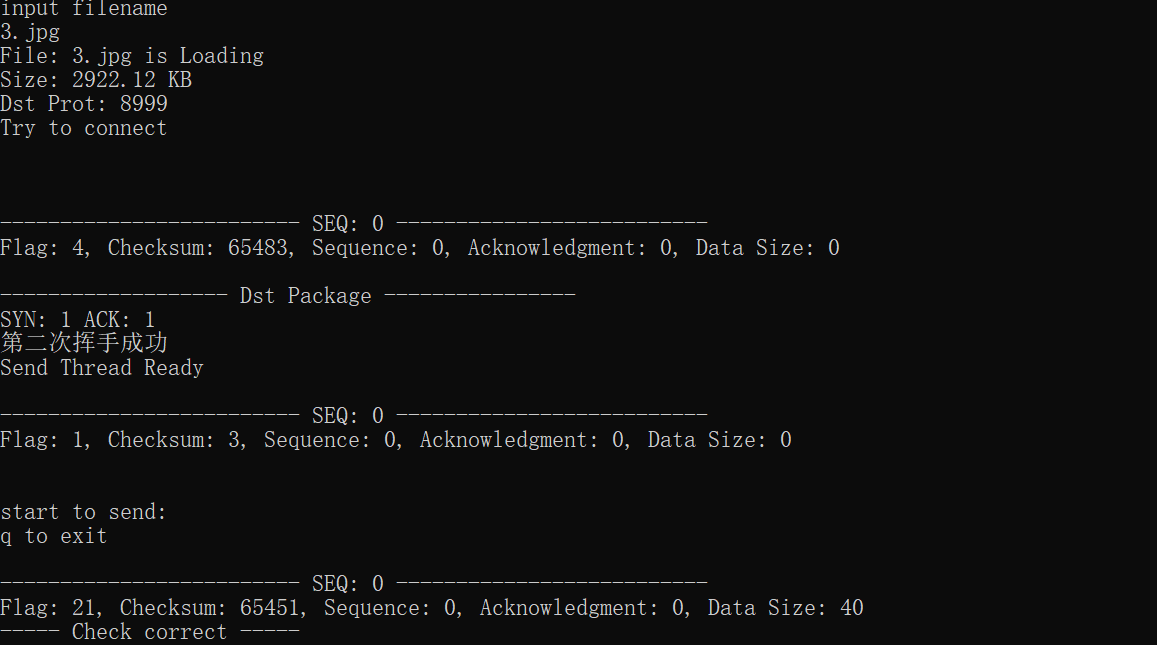 input filename
3.jpg
File: 3.jpg is Loading
Size: 2922.12 KB
Dst Prot: 8999
Try to connect
------------------------- SEQ: 0 --------------------------
Flag: 4, Checksum: 65483, Sequence: 0, Acknowledgment: 0, Data Size: 0
------------------- Dst Package ----------------
SYN: 1 ACK: 1
第二次挥手成功
Send Thread Ready
------------------------- SEQ: 0 --------------------------
Flag: 1, Checksum: 3, Sequence: 0, Acknowledgment: 0, Data Size: 0
start to send:
q to exit
------------------------- SEQ: 0 --------------------------
Flag: 21, Checksum: 65451, Sequence: 0, Acknowledgment: 0, Data Size: 40
----- Check correct -----